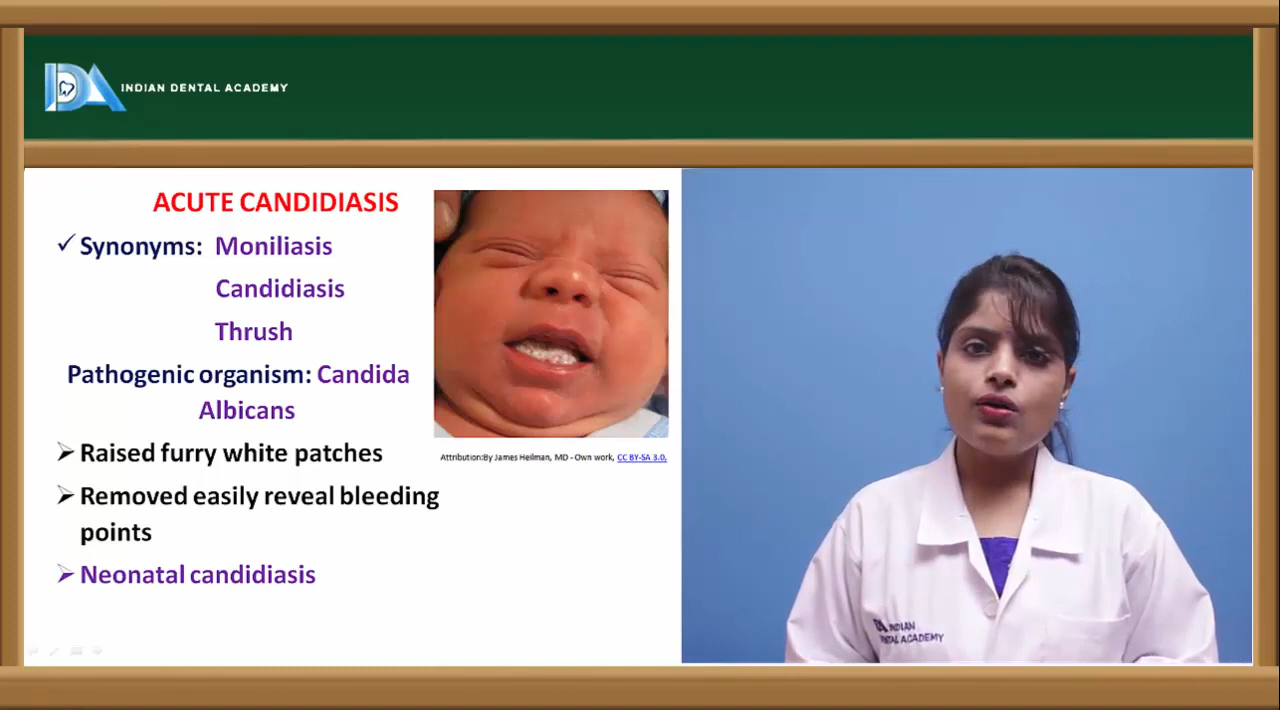 INDIAN DENTAL ACADEMY
ACUTE CANDIDIASIS
✓ Synonyms: Moniliasis
Candidiasis
Thrush
Pathogenic organism: Candida
Albicans
➢ Raised furry white patches
➢ Removed easily reveal bleeding
points
➢ Neonatal candidiasis
Attribution:By James Heilman, MD - Own work, CC BY-SA 3.0,
INDIAN
DENTAL ACADEMY